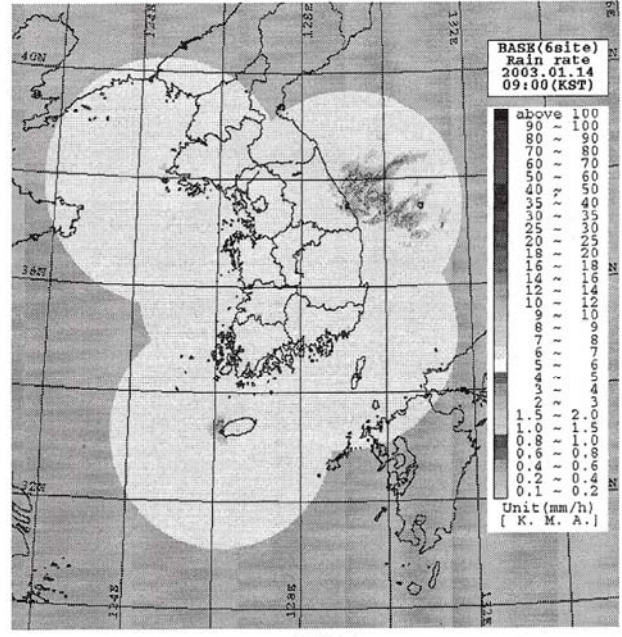 124E
128E
132E
40N
BASE(6site)
Rain rate
2003.01.14
09:00(KST)
above 100
90 ~ 100
80 ~ 90
70 ~ 80
60 ~ 70
50 ~ 60
40 ~ 50
35 ~ 40
30 ~ 35
25 ~ 30
20 ~ 25
18 ~ 20
16 ~ 18
14 ~ 16
12 ~ 14
10 ~ 12
9 ~ 10
8 ~ 9
7 ~ 8
6 ~ 7
5 ~ 6
4 ~ 5
3 ~ 4
2 ~ 3
1.5 ~ 2.0
1.0 ~ 1.5
0.8 ~ 1.0
0.6 ~ 0.8
0.4 ~ 0.6
0.2 ~ 0.4
0.1 ~ 0.2
Unit(mm/h)
[ K. M. A.]
36N
32N
124E
128E
132E